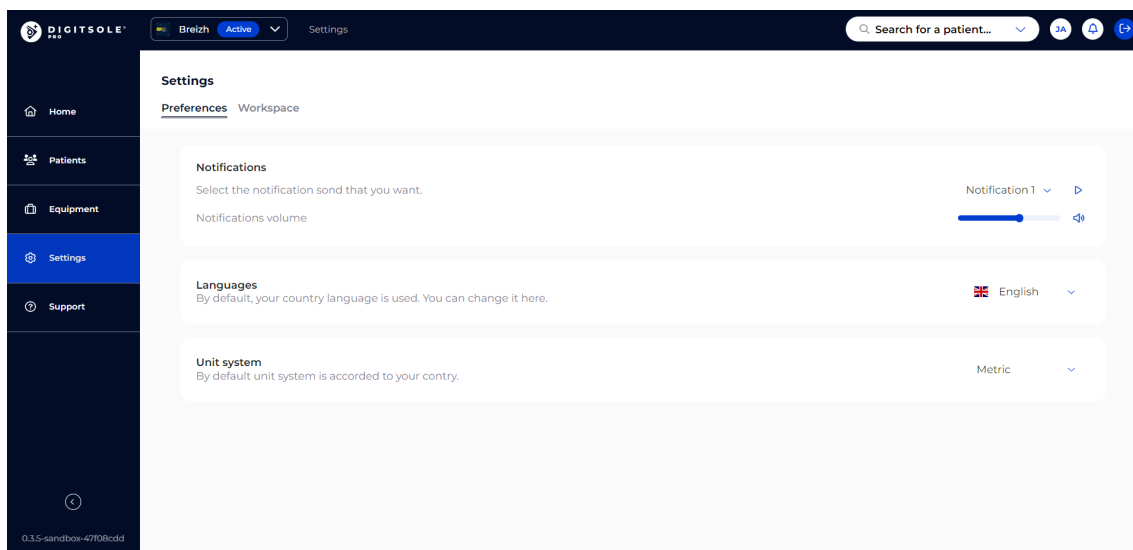 DIGITSOLE®
PRO
Breizh Active
Settings
Search for a patient...
JA
Home
Patients
Equipment
Settings
Support
0.3.5-sandbox-47f08cdd
Settings
Preferences Workspace
Notifications
Select the notification sond that you want.
Notification 1
Notifications volume
Languages
By default, your country language is used. You can change it here.
English
Unit system
By default unit system is accorded to your contry.
Metric